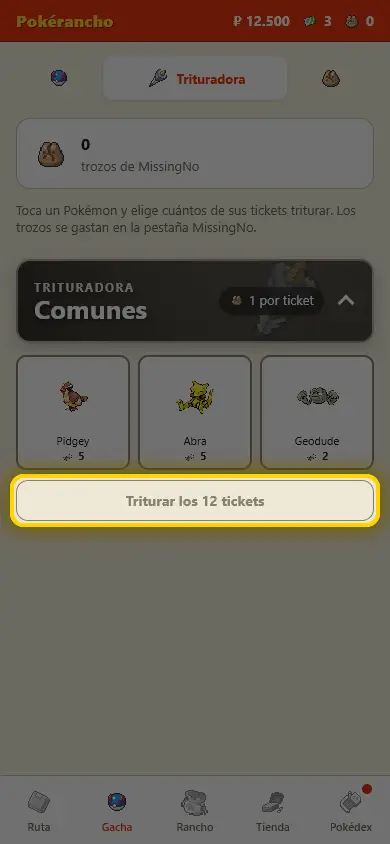 Pokérancho
₽ 12.500 3 0
Trituradora
0
trozos de MissingNo
Toca un Pokémon y elige cuántos de sus tickets triturar. Los
trozos se gastan en la pestaña MissingNo.
TRITURADORA
Comunes
1 por ticket
Pidgey
5
Abra
5
Geodude
2
Triturar los 12 tickets
Ruta
Gacha
Rancho
Tienda
Pokédex